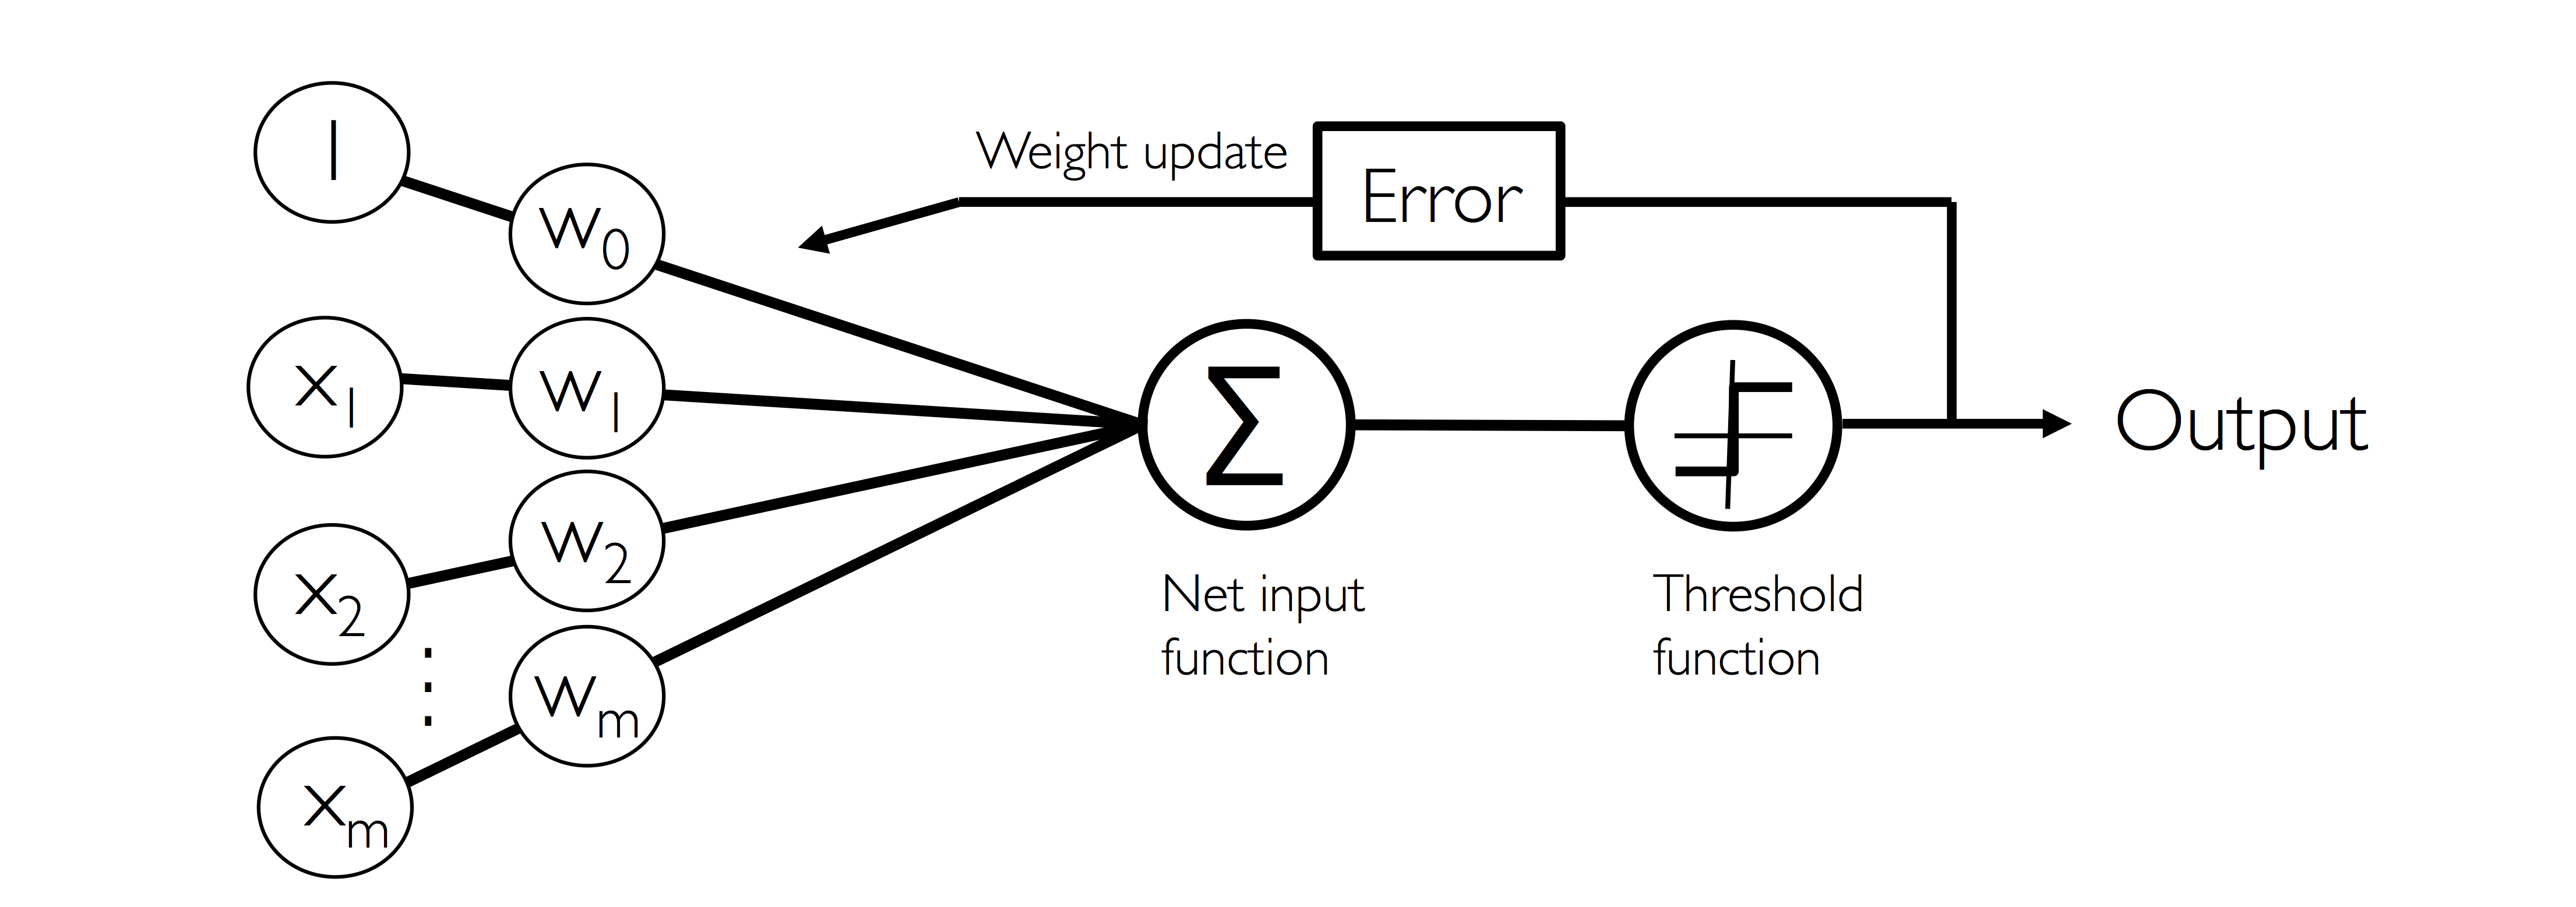 1
w0
x1
w1
x2
w2
⋮
xm
wm
Weight update
Error
Σ
Net input
function
Threshold
function
Output